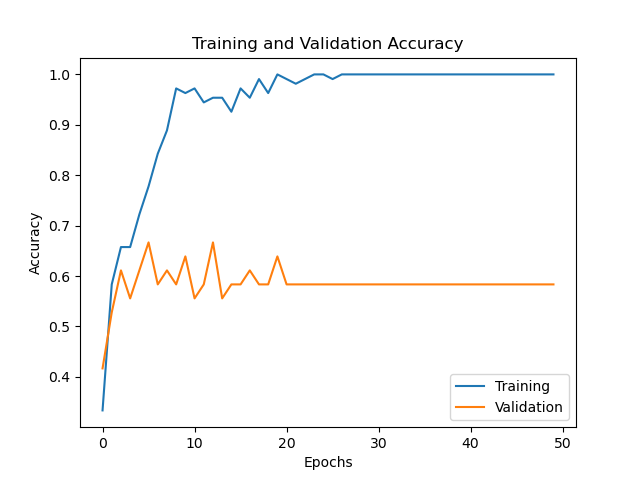 Training and Validation Accuracy
1.0
0.9
0.8
0.7
0.6
0.5
0.4
Accuracy
0
10
20
30
40
50
Epochs
Training
Validation